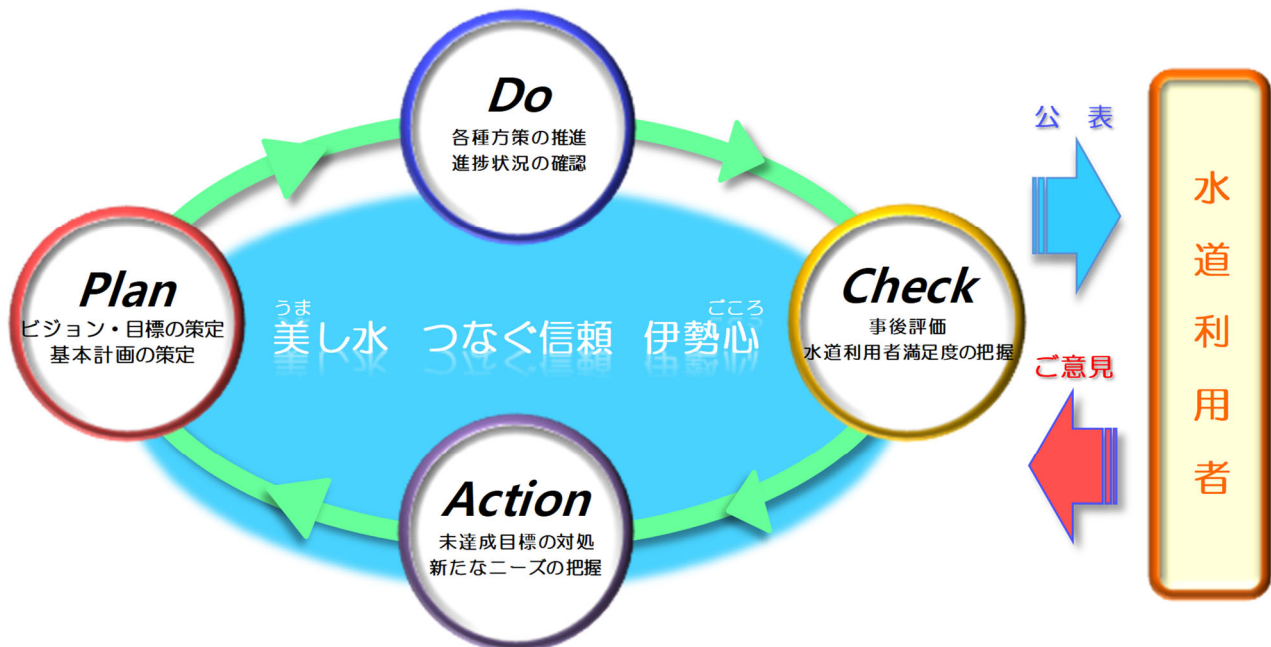 Do
各種方策の推進
進捗状況の確認
公 表
Plan
ビジョン・目標の策定
基本計画の策定
うま ごころ
美し水 つなぐ信頼 伊勢心
Check
事後評価
水道利用者満足度の把握
ご意見
水道利用者
Action
未達成目標の対処
新たなニーズの把握